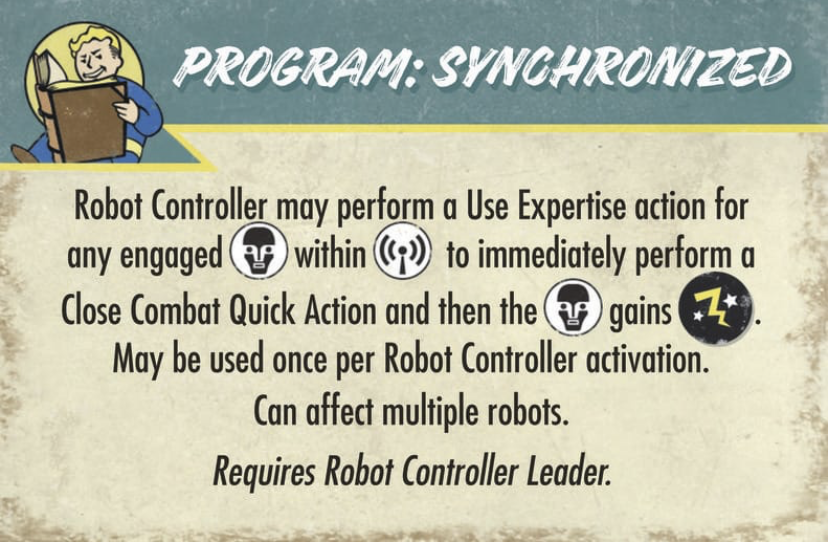 PROGRAM: SYNCHRONIZED
Robot Controller may perform a Use Expertise action for
any engaged within to immediately perform a
Close Combat Quick Action and then the gains .
May be used once per Robot Controller activation.
Can affect multiple robots.
Requires Robot Controller Leader.